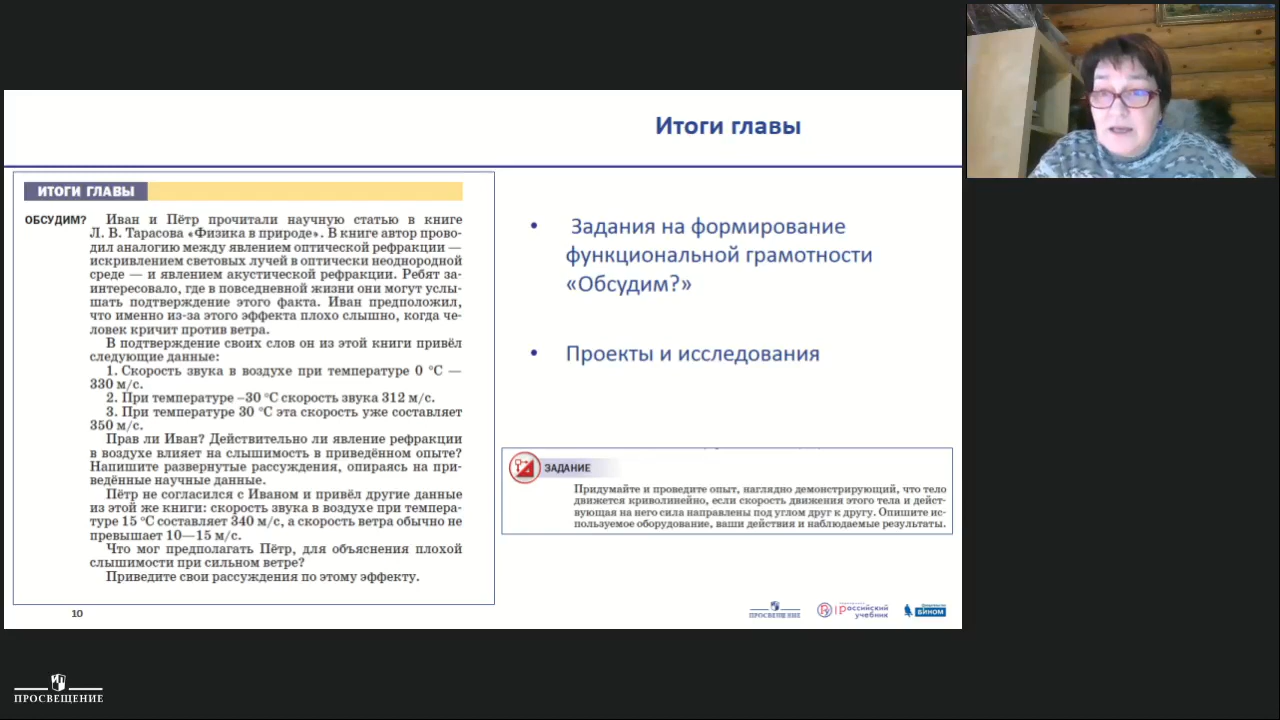 Итоги главы
ИТОГИ ГЛАВЫ
ОБСУДИМ? Иван и Пётр прочитали научную статью в книге
Л. В. Тарасова «Физика в природе». В книге автор прово-
дил аналогию между явлением оптической рефракции —
искривлением световых лучей в оптически неоднородной
среде — и явлением акустической рефракции. Ребят за-
интересовало, где в повседневной жизни они могут услы-
шать подтверждение этого факта. Иван предположил,
что именно из-за этого эффекта плохо слышно, когда че-
ловек кричит против ветра.
В подтверждение своих слов он из этой книги привёл
следующие данные:
1. Скорость звука в воздухе при температуре 0 °С —
330 м/с.
2. При температуре –30 °С скорость звука 312 м/с.
3. При температуре 30 °С эта скорость уже составляет
350 м/с.
Прав ли Иван? Действительно ли явление рефракции
в воздухе влияет на слышимость в приведённом опыте?
Напишите развернутые рассуждения, опираясь на при-
ведённые научные данные.
Пётр не согласился с Иваном и привёл другие данные
из этой же книги: скорость звука в воздухе при темпера-
туре 15 °С составляет 340 м/с, а скорость ветра обычно не
превышает 10—15 м/с.
Что мог предполагать Пётр, для объяснения плохой
слышимости при сильном ветре?
Приведите свои рассуждения по этому эффекту.
• Задания на формирование
функциональной грамотности
«Обсудим?»
• Проекты и исследования
ЗАДАНИЕ
Придумайте и проведите опыт, наглядно демонстрирующий, что тело
движется криволинейно, если скорость движения этого тела и дейст-
вующая на него сила направлены под углом друг к другу. Опишите ис-
пользуемое оборудование, ваши действия и наблюдаемые результаты.
10
ПРОСВЕЩЕНИЕ
российский
учебник
БИНОМ
ПРОСВЕЩЕНИЕ